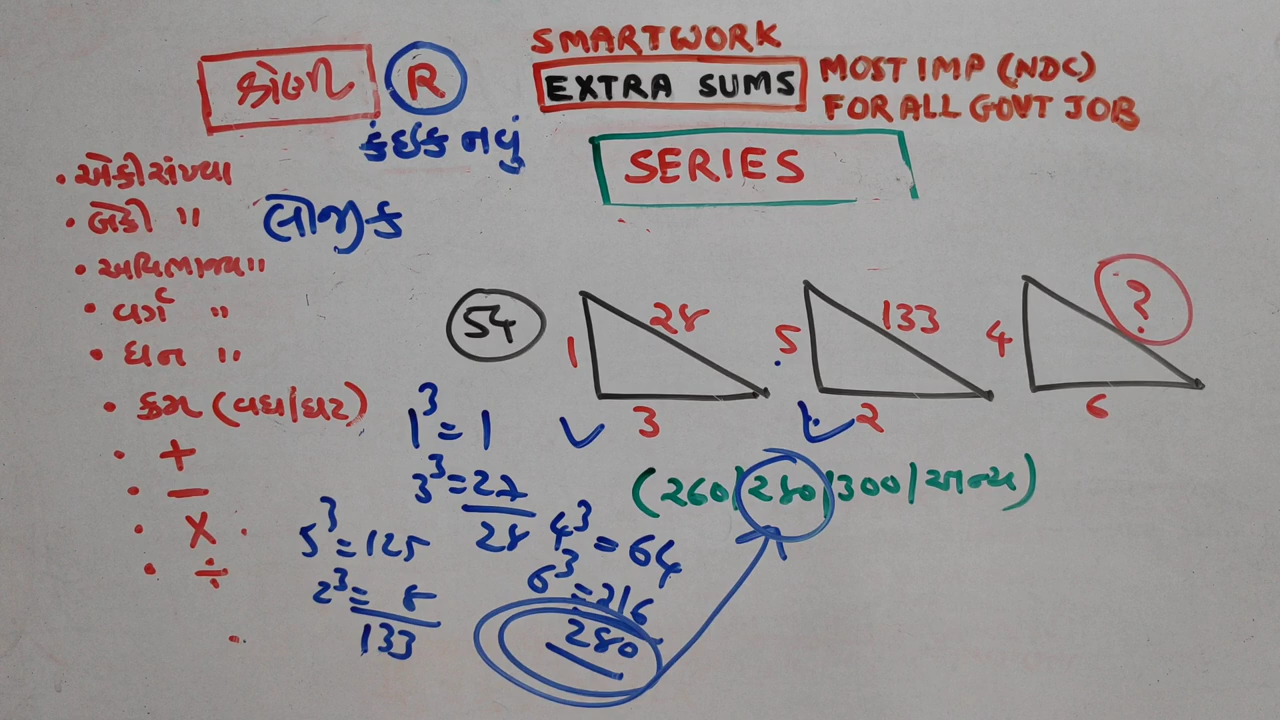 SMARTWORK
શ્રેણી R EXTRA SUMS MOST IMP (NDC)
FOR ALL GOVT JOB
કંઇક નવું
SERIES
• એકી સંખ્યા
• બેકી "
લોજીક
• અવિભાજ્ય "
• વર્ગ "
• ઘન "
• ક્રમ (વધ/ઘટ)
• +
• −
• ×
• ÷
54
1 28 3
5 133 2
4 ? 6
(260/280/300/અન્ય)
1³ = 1
3³ = 27
28
5³ = 125
2³ = 8
133
4³ = 64
6³ = 216
280